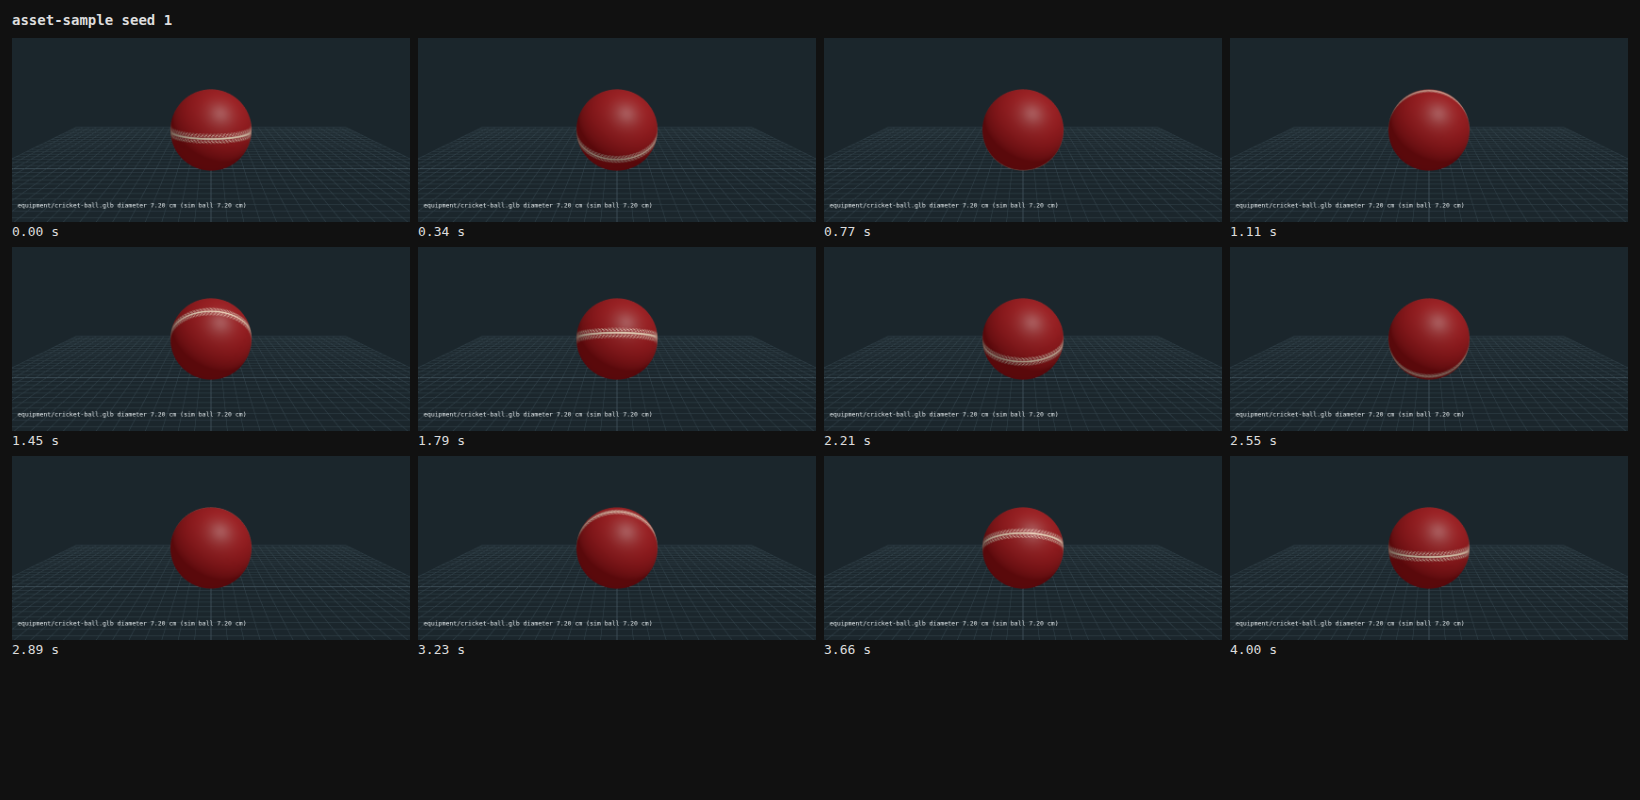 asset-sample seed 1
equipment/cricket-ball.glb diameter 7.20 cm (sim ball 7.20 cm)
equipment/cricket-ball.glb diameter 7.20 cm (sim ball 7.20 cm)
equipment/cricket-ball.glb diameter 7.20 cm (sim ball 7.20 cm)
equipment/cricket-ball.glb diameter 7.20 cm (sim ball 7.20 cm)
0.00 s
0.34 s
0.77 s
1.11 s
equipment/cricket-ball.glb diameter 7.20 cm (sim ball 7.20 cm)
equipment/cricket-ball.glb diameter 7.20 cm (sim ball 7.20 cm)
equipment/cricket-ball.glb diameter 7.20 cm (sim ball 7.20 cm)
equipment/cricket-ball.glb diameter 7.20 cm (sim ball 7.20 cm)
1.45 s
1.79 s
2.21 s
2.55 s
equipment/cricket-ball.glb diameter 7.20 cm (sim ball 7.20 cm)
equipment/cricket-ball.glb diameter 7.20 cm (sim ball 7.20 cm)
equipment/cricket-ball.glb diameter 7.20 cm (sim ball 7.20 cm)
equipment/cricket-ball.glb diameter 7.20 cm (sim ball 7.20 cm)
2.89 s
3.23 s
3.66 s
4.00 s